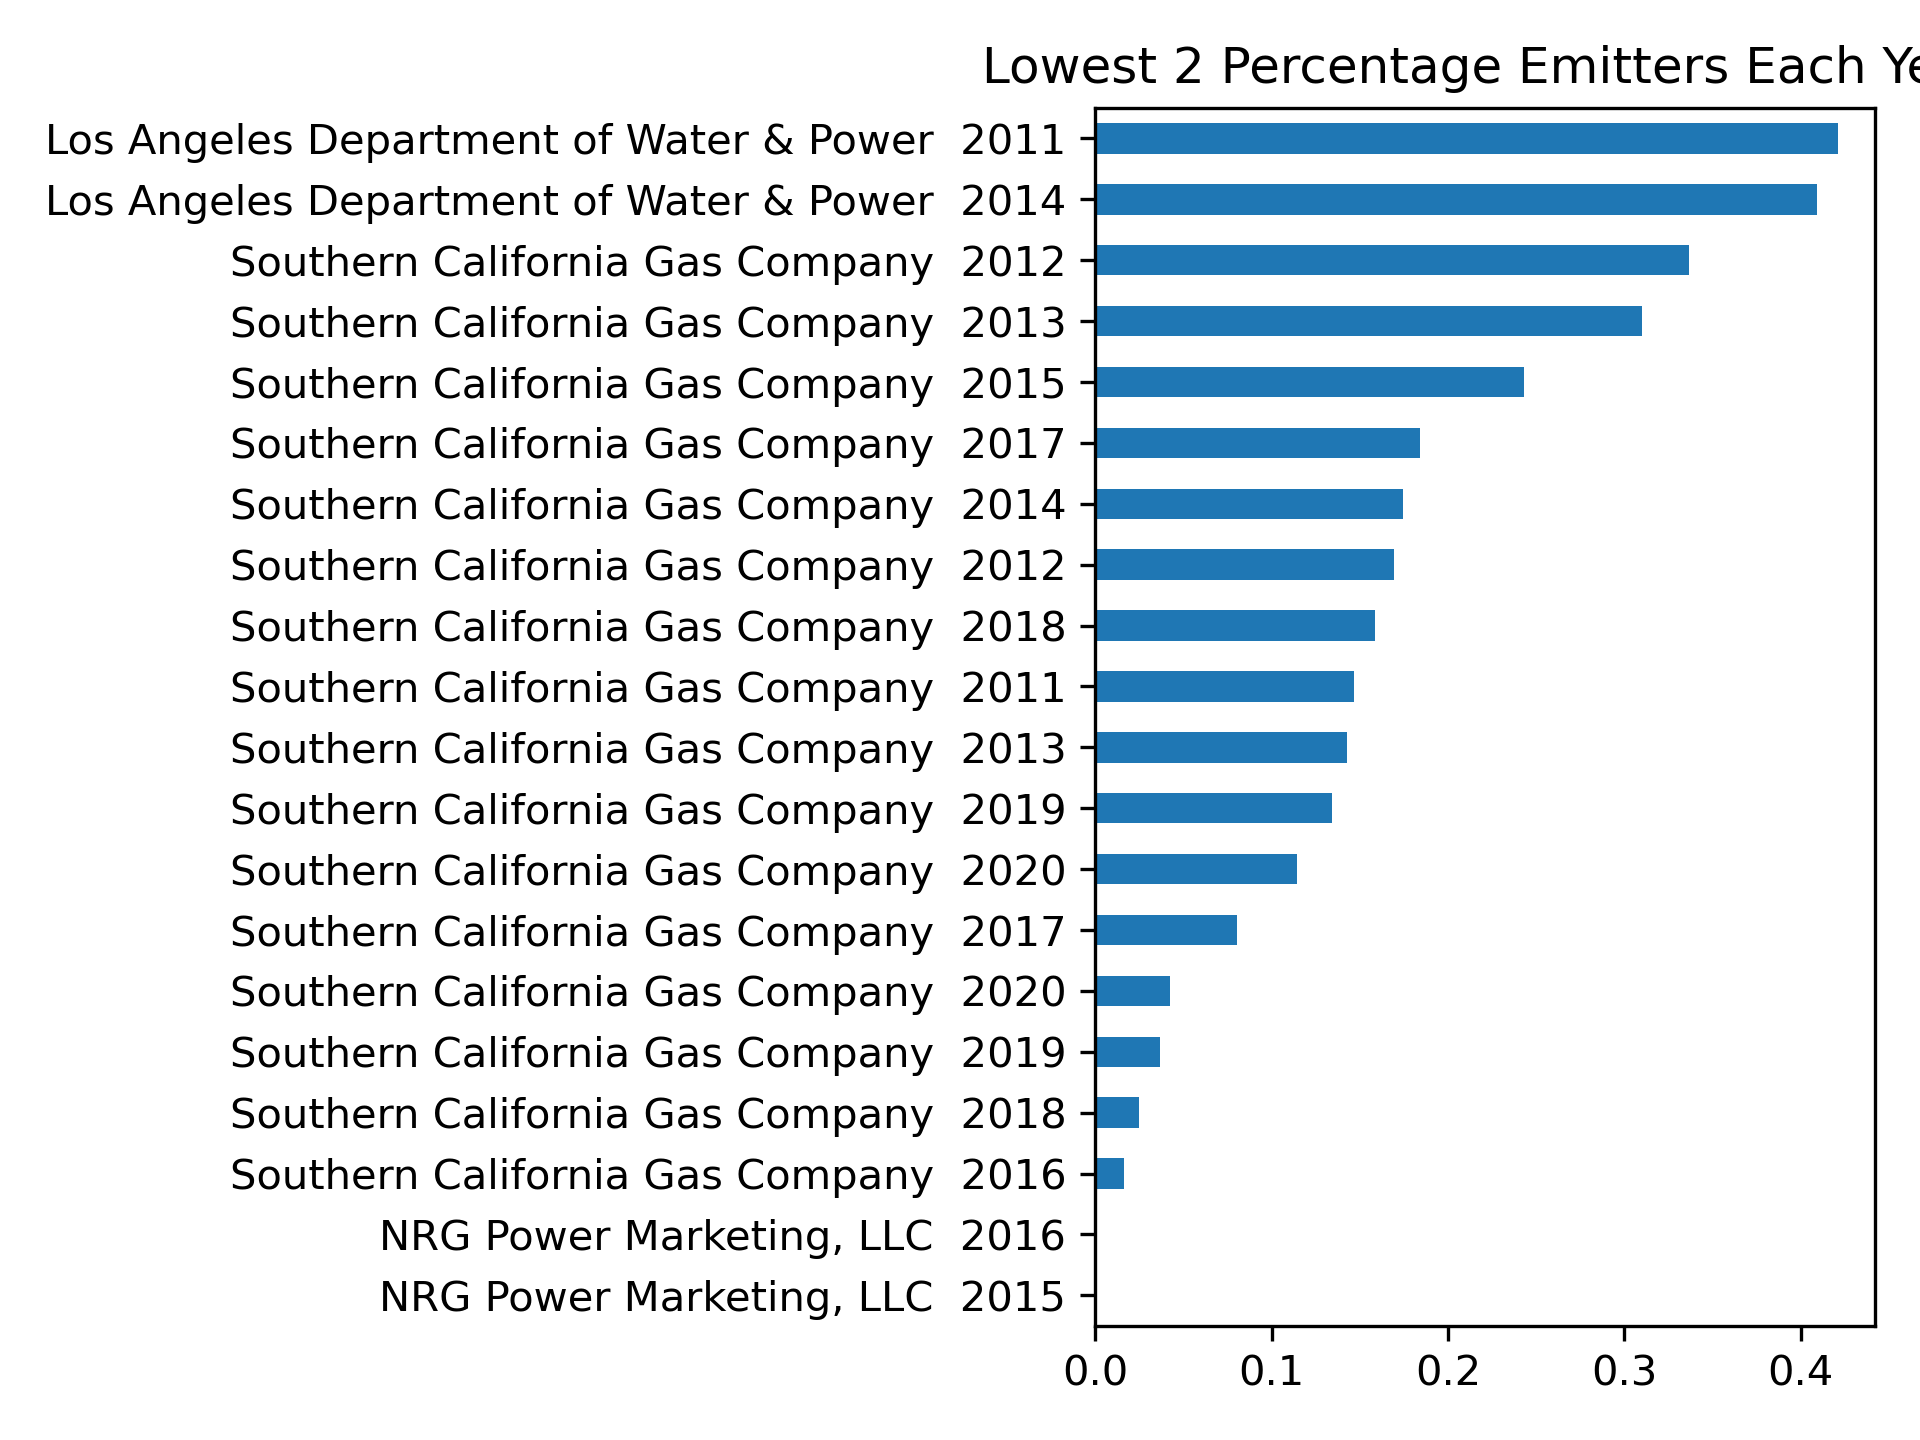 Lowest 2 Percentage Emitters Each Ye
Los Angeles Department of Water & Power 2011
Los Angeles Department of Water & Power 2014
Southern California Gas Company 2012
Southern California Gas Company 2013
Southern California Gas Company 2015
Southern California Gas Company 2017
Southern California Gas Company 2014
Southern California Gas Company 2012
Southern California Gas Company 2018
Southern California Gas Company 2011
Southern California Gas Company 2013
Southern California Gas Company 2019
Southern California Gas Company 2020
Southern California Gas Company 2017
Southern California Gas Company 2020
Southern California Gas Company 2019
Southern California Gas Company 2018
Southern California Gas Company 2016
NRG Power Marketing, LLC 2016
NRG Power Marketing, LLC 2015
0.0 0.1 0.2 0.3 0.4